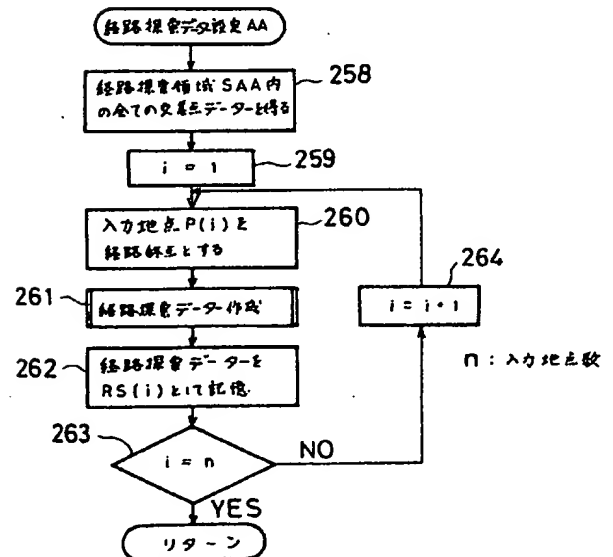 経路探索データ設定AA
258
経路探索領域SAA内
の全ての交差点データーを得る
259
i = 1
260
入力地点P(i)を
経路終点とする
264
i = i + 1
261
経路探索データー作成
n:入力地点数
262
経路探索データーを
RS(i)として記憶
263
i = n
NO
YES
リターン